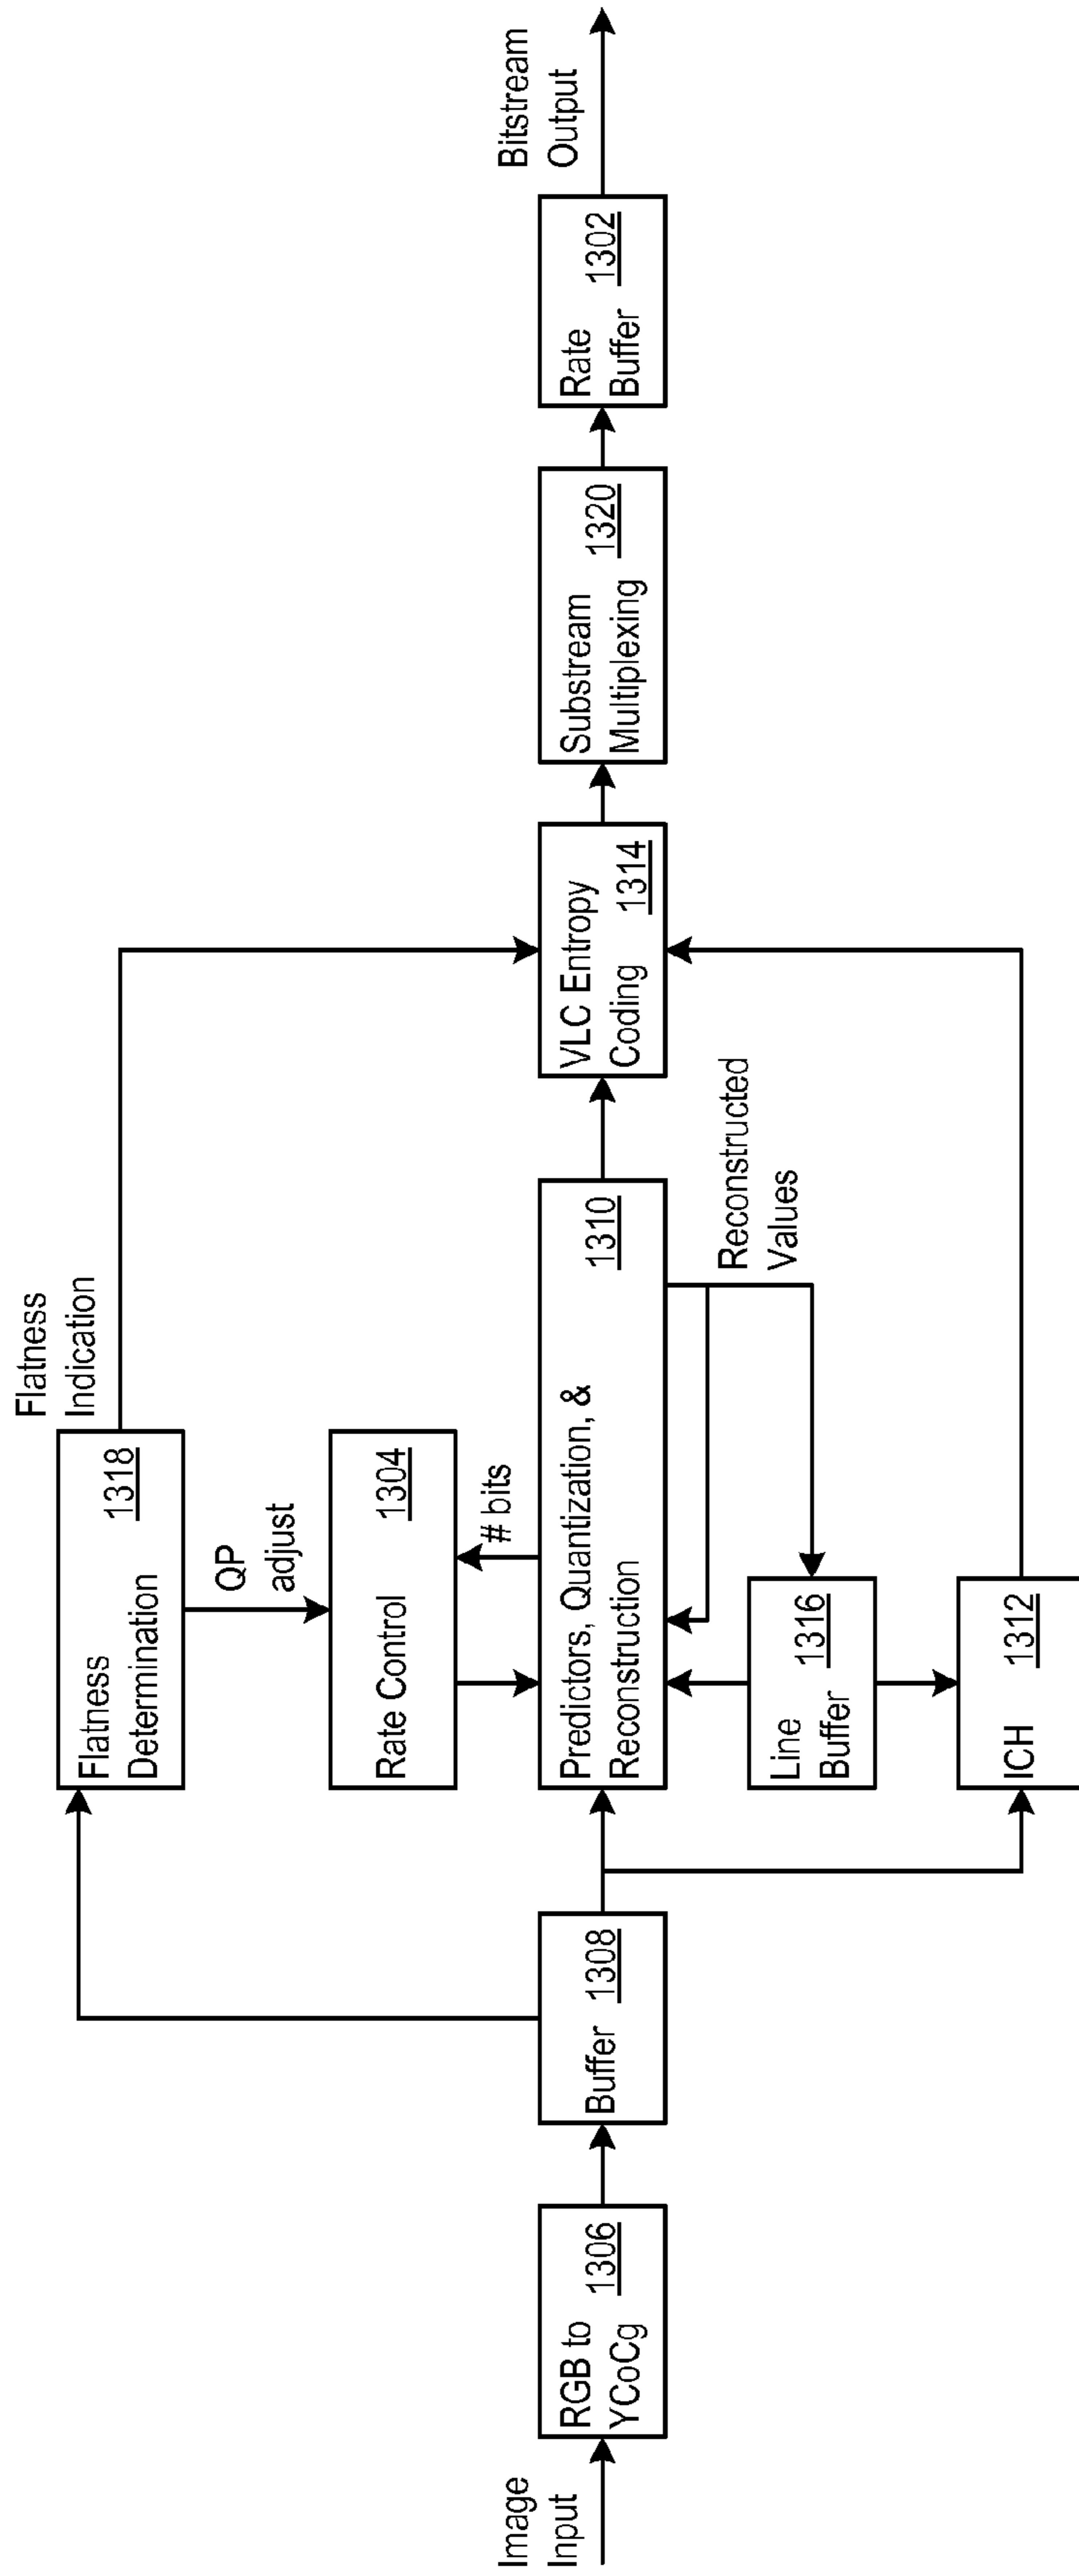 Image
Input
RGB to
YCoCg 1306
Buffer 1308
Flatness
Determination
1318
Flatness
Indication
QP
adjust
Rate Control 1304
# bits
Predictors, Quantization, &
Reconstruction
1310
Reconstructed
Values
Line
Buffer
1316
ICH 1312
VLC Entropy
Coding 1314
Substream
Multiplexing
1320
Rate
Buffer
1302
Bitstream
Output